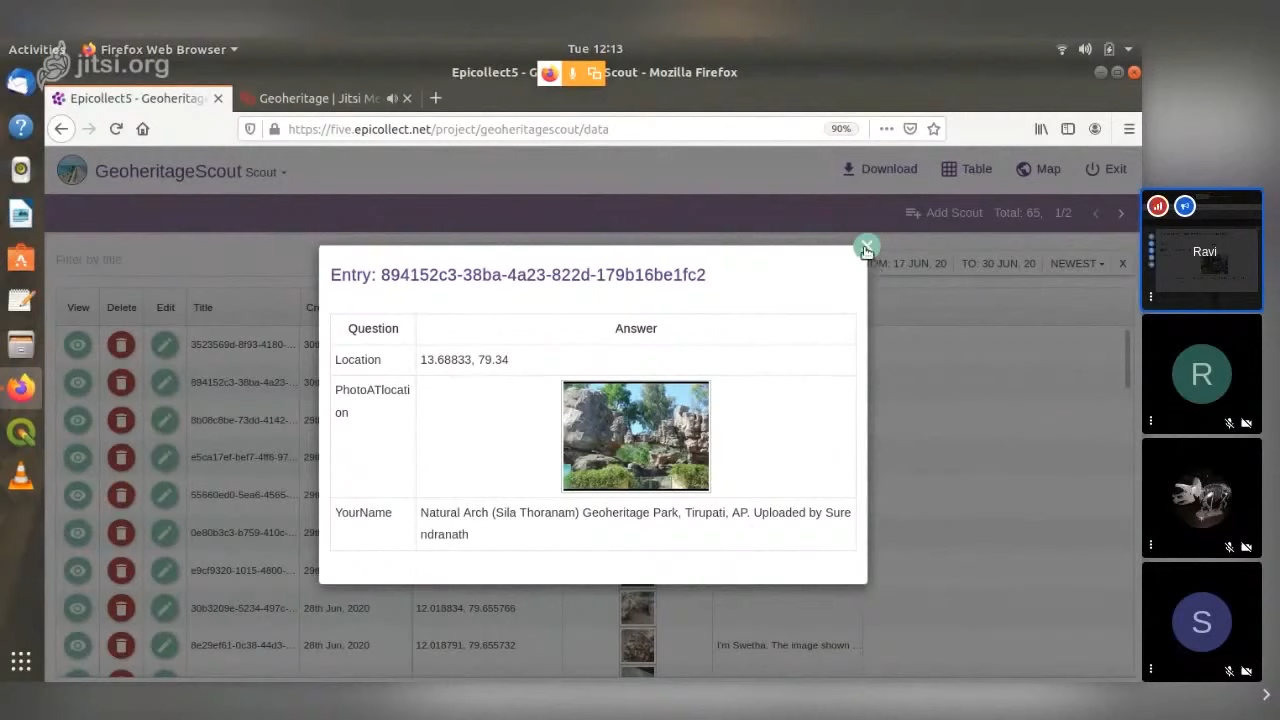 Activities
Firefox Web Browser
Tue 12:13
jitsi.org
Epicollect5 - G Scout - Mozilla Firefox
Epicollect5 - Geoheritag
Geoheritage | Jitsi M
https://five.epicollect.net/project/geoheritagescout/data
90%
GeoheritageScout Scout
Download
Table
Map
Exit
Add Scout
Total: 65,
1/2
Filter by title
17 JUN, 20
TO: 30 JUN, 20
NEWEST
X
View
Delete
Edit
Title
Entry: 894152c3-38ba-4a23-822d-179b16be1fc2
Question
Answer
Location
13.68833, 79.34
PhotoATlocati
on
YourName
Natural Arch (Sila Thoranam) Geoheritage Park, Tirupati, AP. Uploaded by Sure
ndranath
3523569d-8f93-4180-...
894152c3-38ba-4a23-...
8b08c8be-73dd-4142-...
e5ca17ef-bef7-4ff6-97...
55660ed0-5ea6-4565-...
0e80b3c3-b759-410c-...
e9cf9320-1015-4800-...
30b3209e-5234-497c-...
28th Jun, 2020
12.018834, 79.655766
8e29ef61-0c38-44d3-...
28th Jun, 2020
12.018791, 79.655732
I'm Swetha. The image shown ...
Ravi
R
S